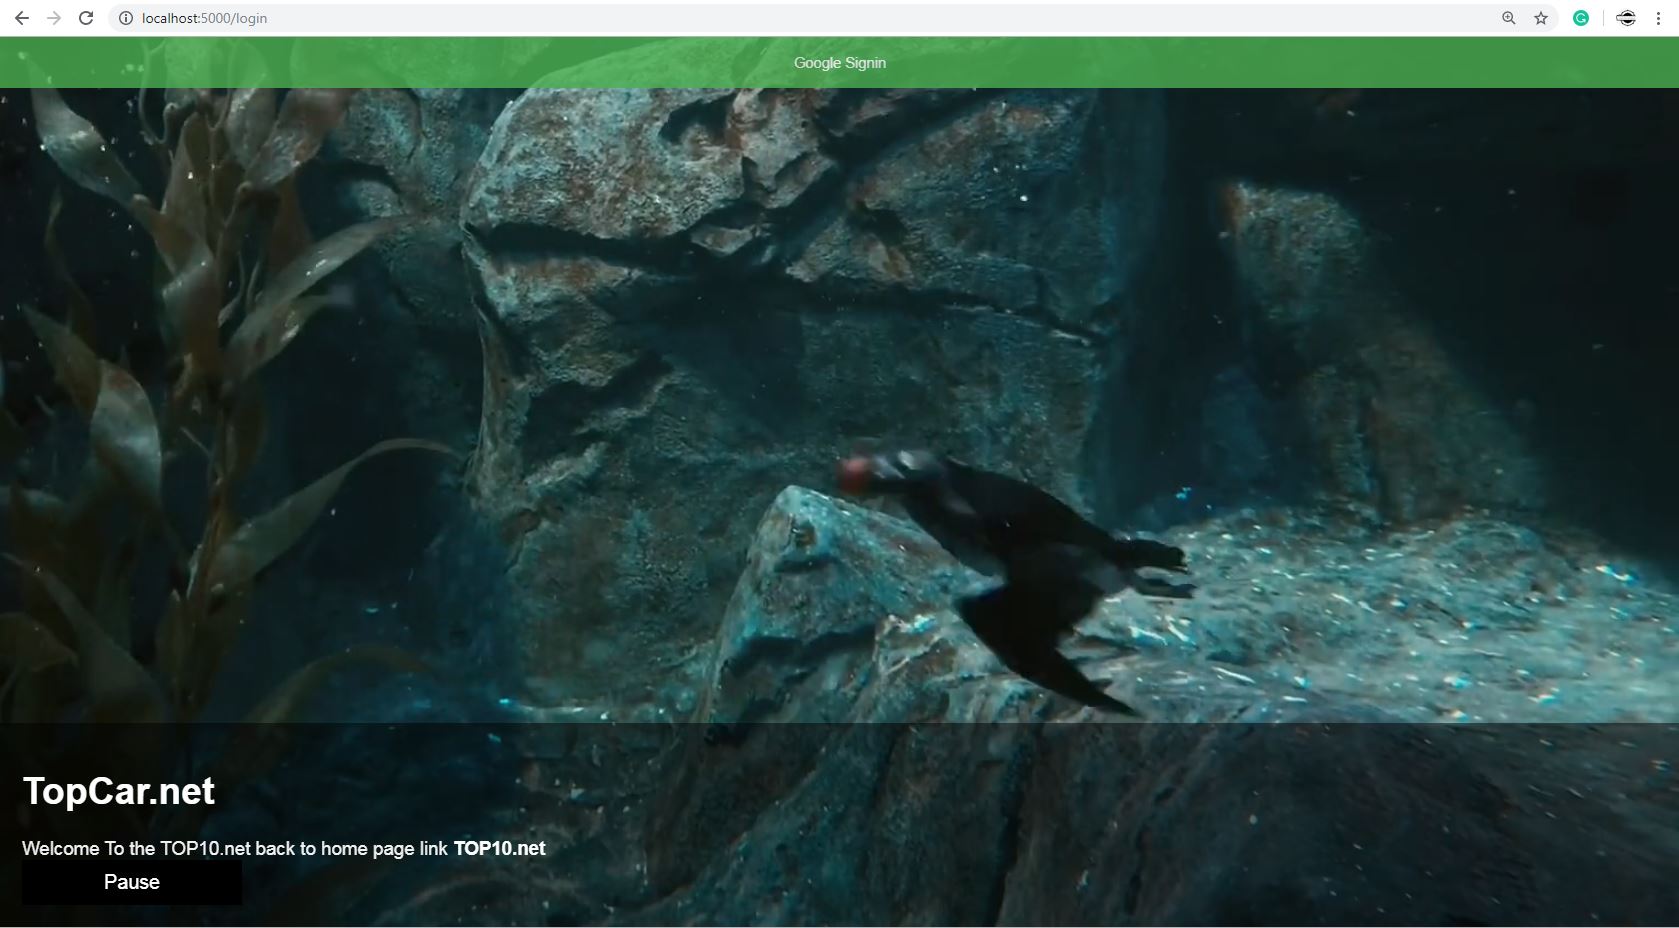 localhost:5000/login
Google Signin
TopCar.net
Welcome To the TOP10.net back to home page link TOP10.net
Pause